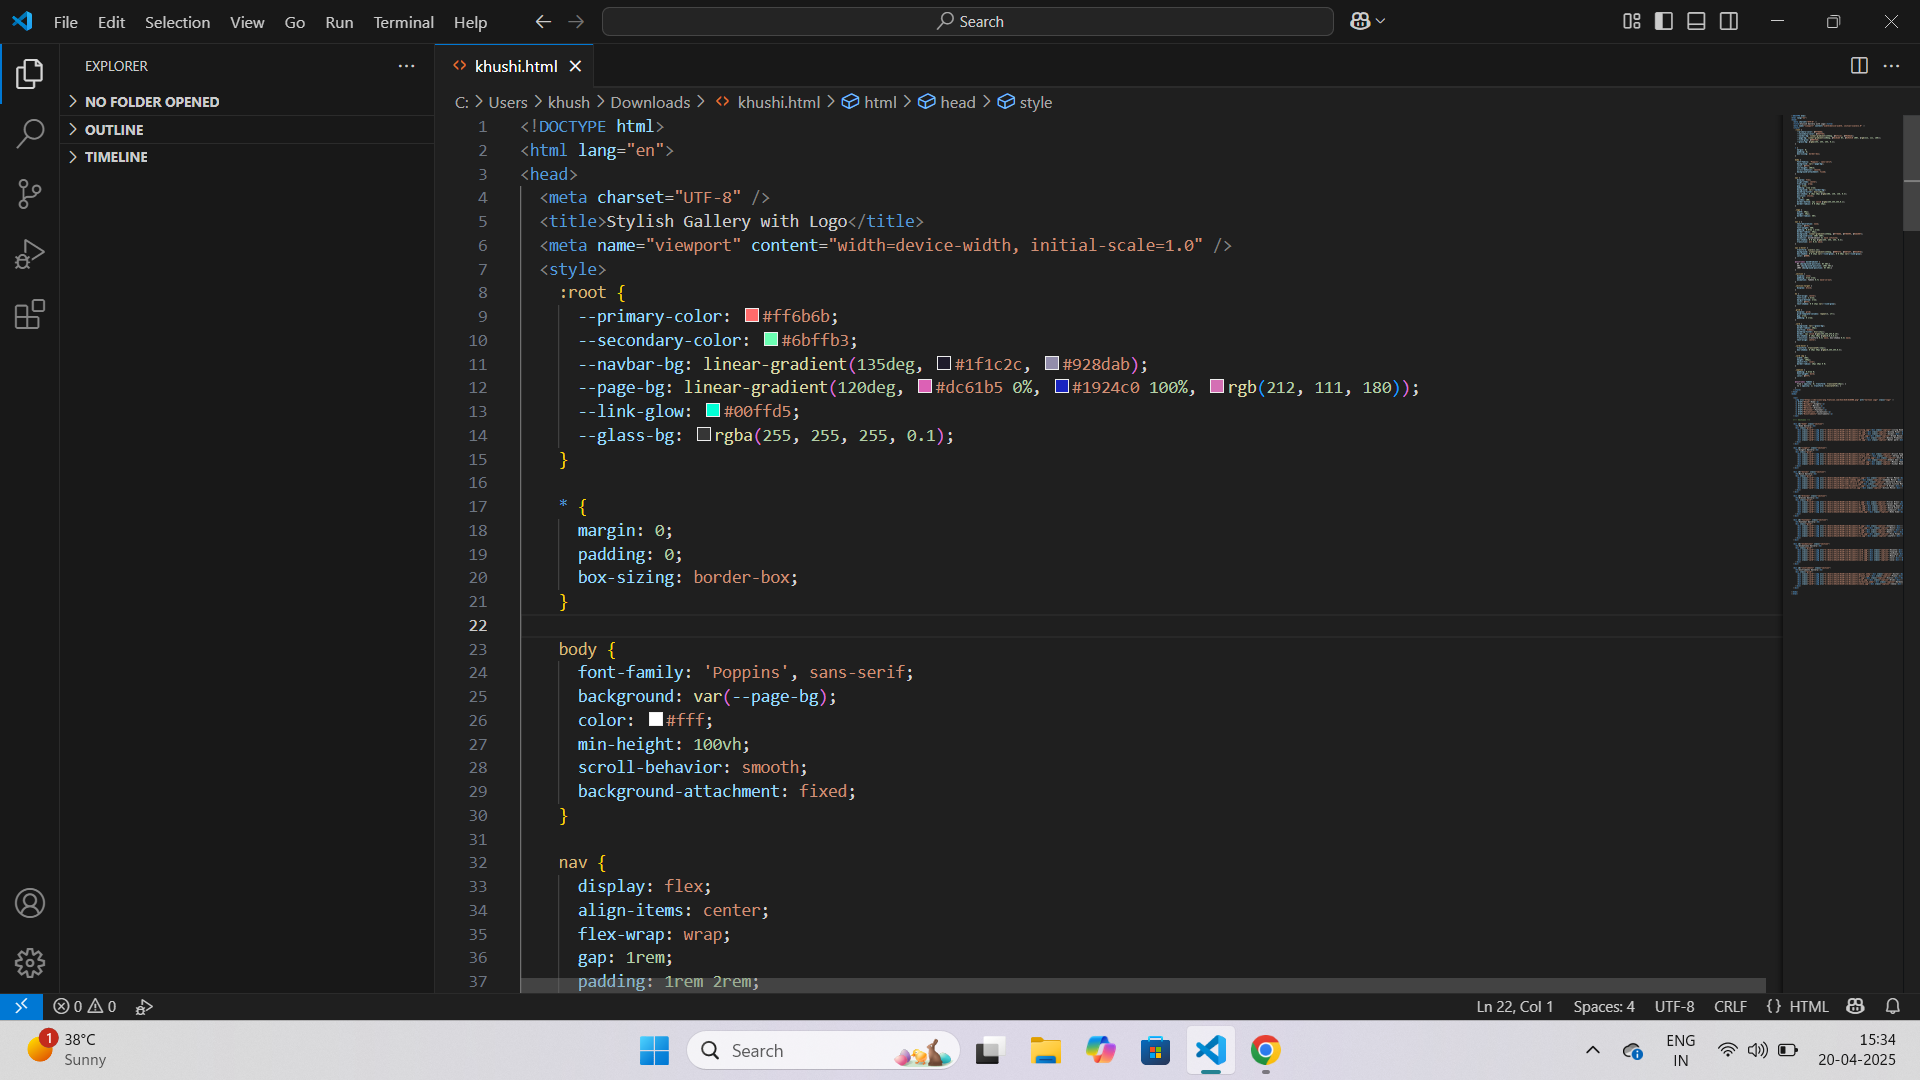 File Edit Selection View Go Run Terminal Help
Search
EXPLORER
NO FOLDER OPENED
OUTLINE
TIMELINE
khushi.html
C: > Users > khush > Downloads > khushi.html > html > head > style
1 <!DOCTYPE html>
2 <html lang="en">
3 <head>
4 <meta charset="UTF-8" />
5 <title>Stylish Gallery with Logo</title>
6 <meta name="viewport" content="width=device-width, initial-scale=1.0" />
7 <style>
8 :root {
9 --primary-color: #ff6b6b;
10 --secondary-color: #6bffb3;
11 --navbar-bg: linear-gradient(135deg, #1f1c2c, #928dab);
12 --page-bg: linear-gradient(120deg, #dc61b5 0%, #1924c0 100%, rgb(212, 111, 180));
13 --link-glow: #00ffd5;
14 --glass-bg: rgba(255, 255, 255, 0.1);
15 }
16
17 * {
18 margin: 0;
19 padding: 0;
20 box-sizing: border-box;
21 }
22
23 body {
24 font-family: 'Poppins', sans-serif;
25 background: var(--page-bg);
26 color: #fff;
27 min-height: 100vh;
28 scroll-behavior: smooth;
29 background-attachment: fixed;
30 }
31
32 nav {
33 display: flex;
34 align-items: center;
35 flex-wrap: wrap;
36 gap: 1rem;
37 padding: 1rem 2rem;
0 0
Ln 22, Col 1 Spaces: 4 UTF-8 CRLF {} HTML
1 38°C
Sunny
Search
ENG
IN
15:34
20-04-2025